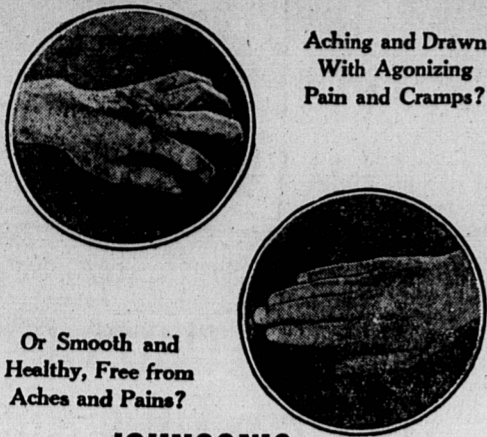 Aching and Drawn
With Agonizing
Pain and Cramps?
Or Smooth and
Healthy, Free from
Aches and Pains?